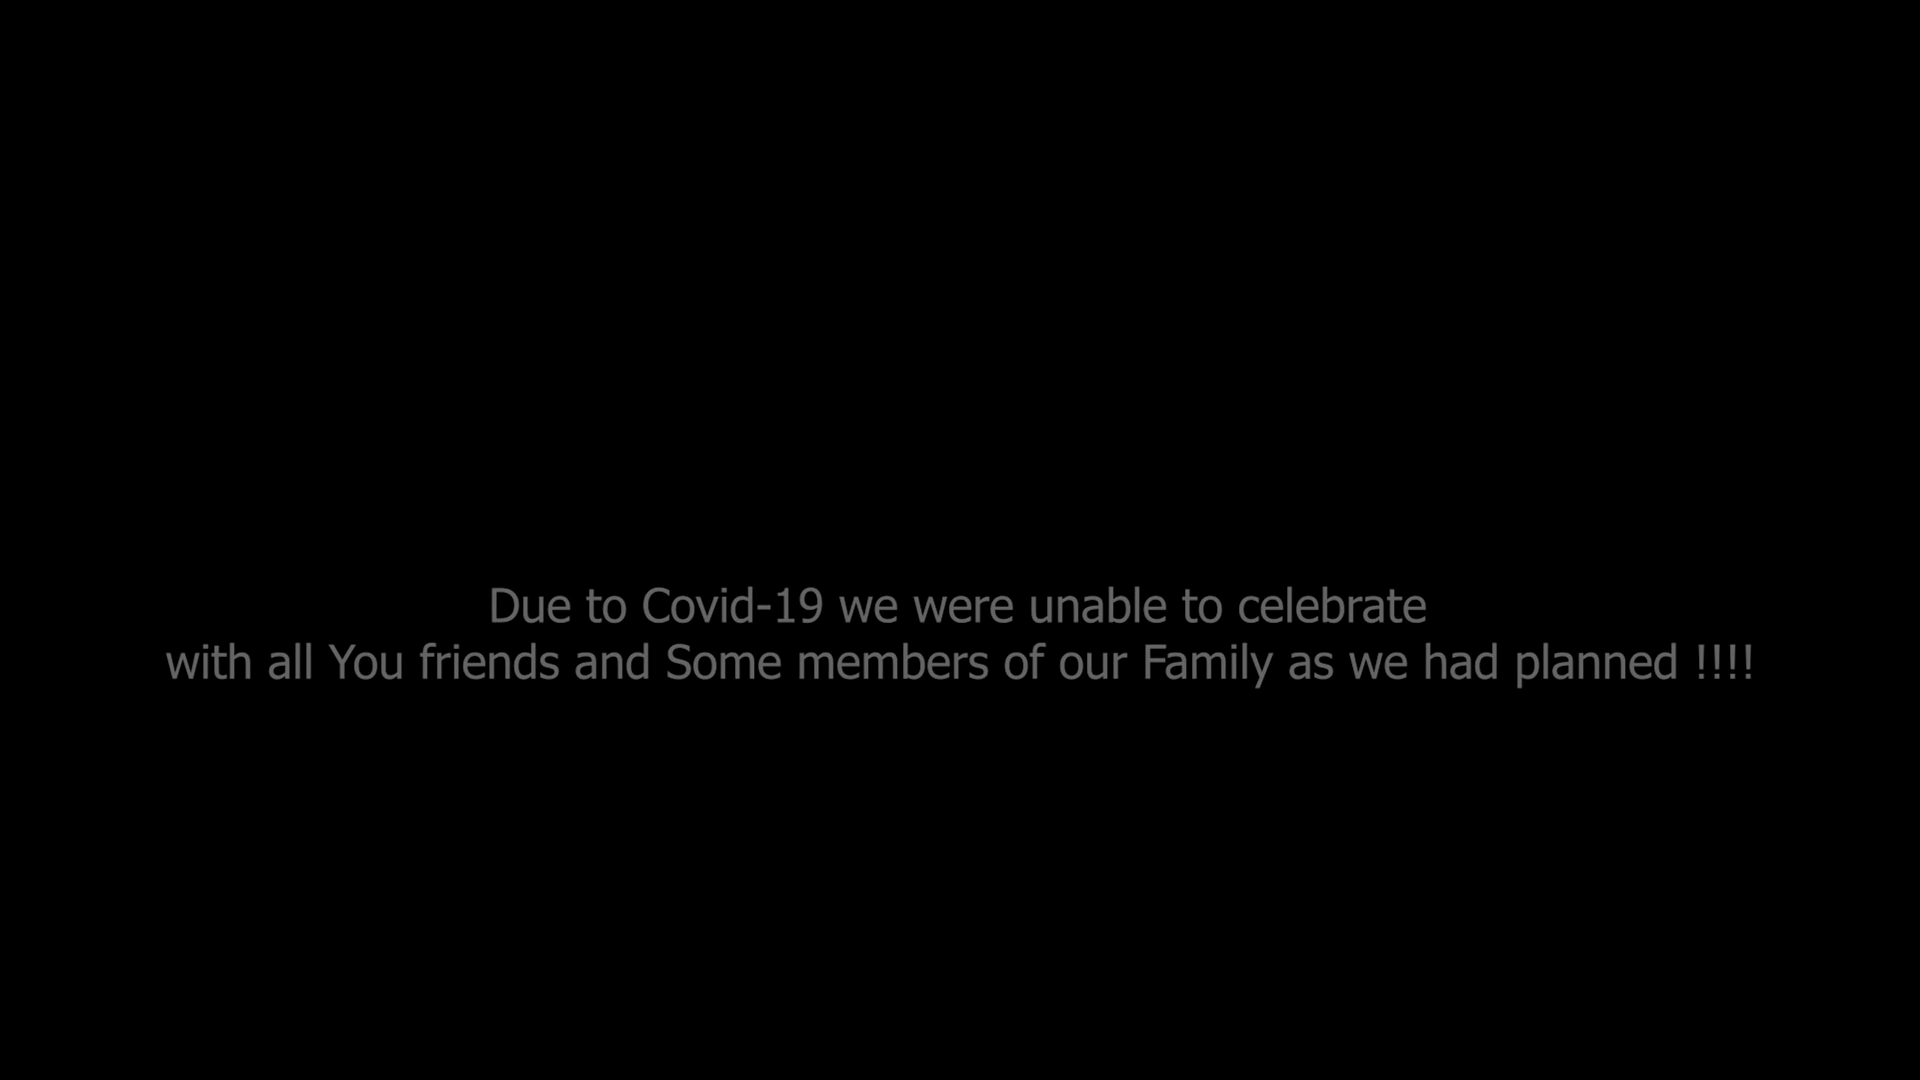 Due to Covid-19 we were unable to celebrate
with all You friends and Some members of our Family as we had planned !!!!